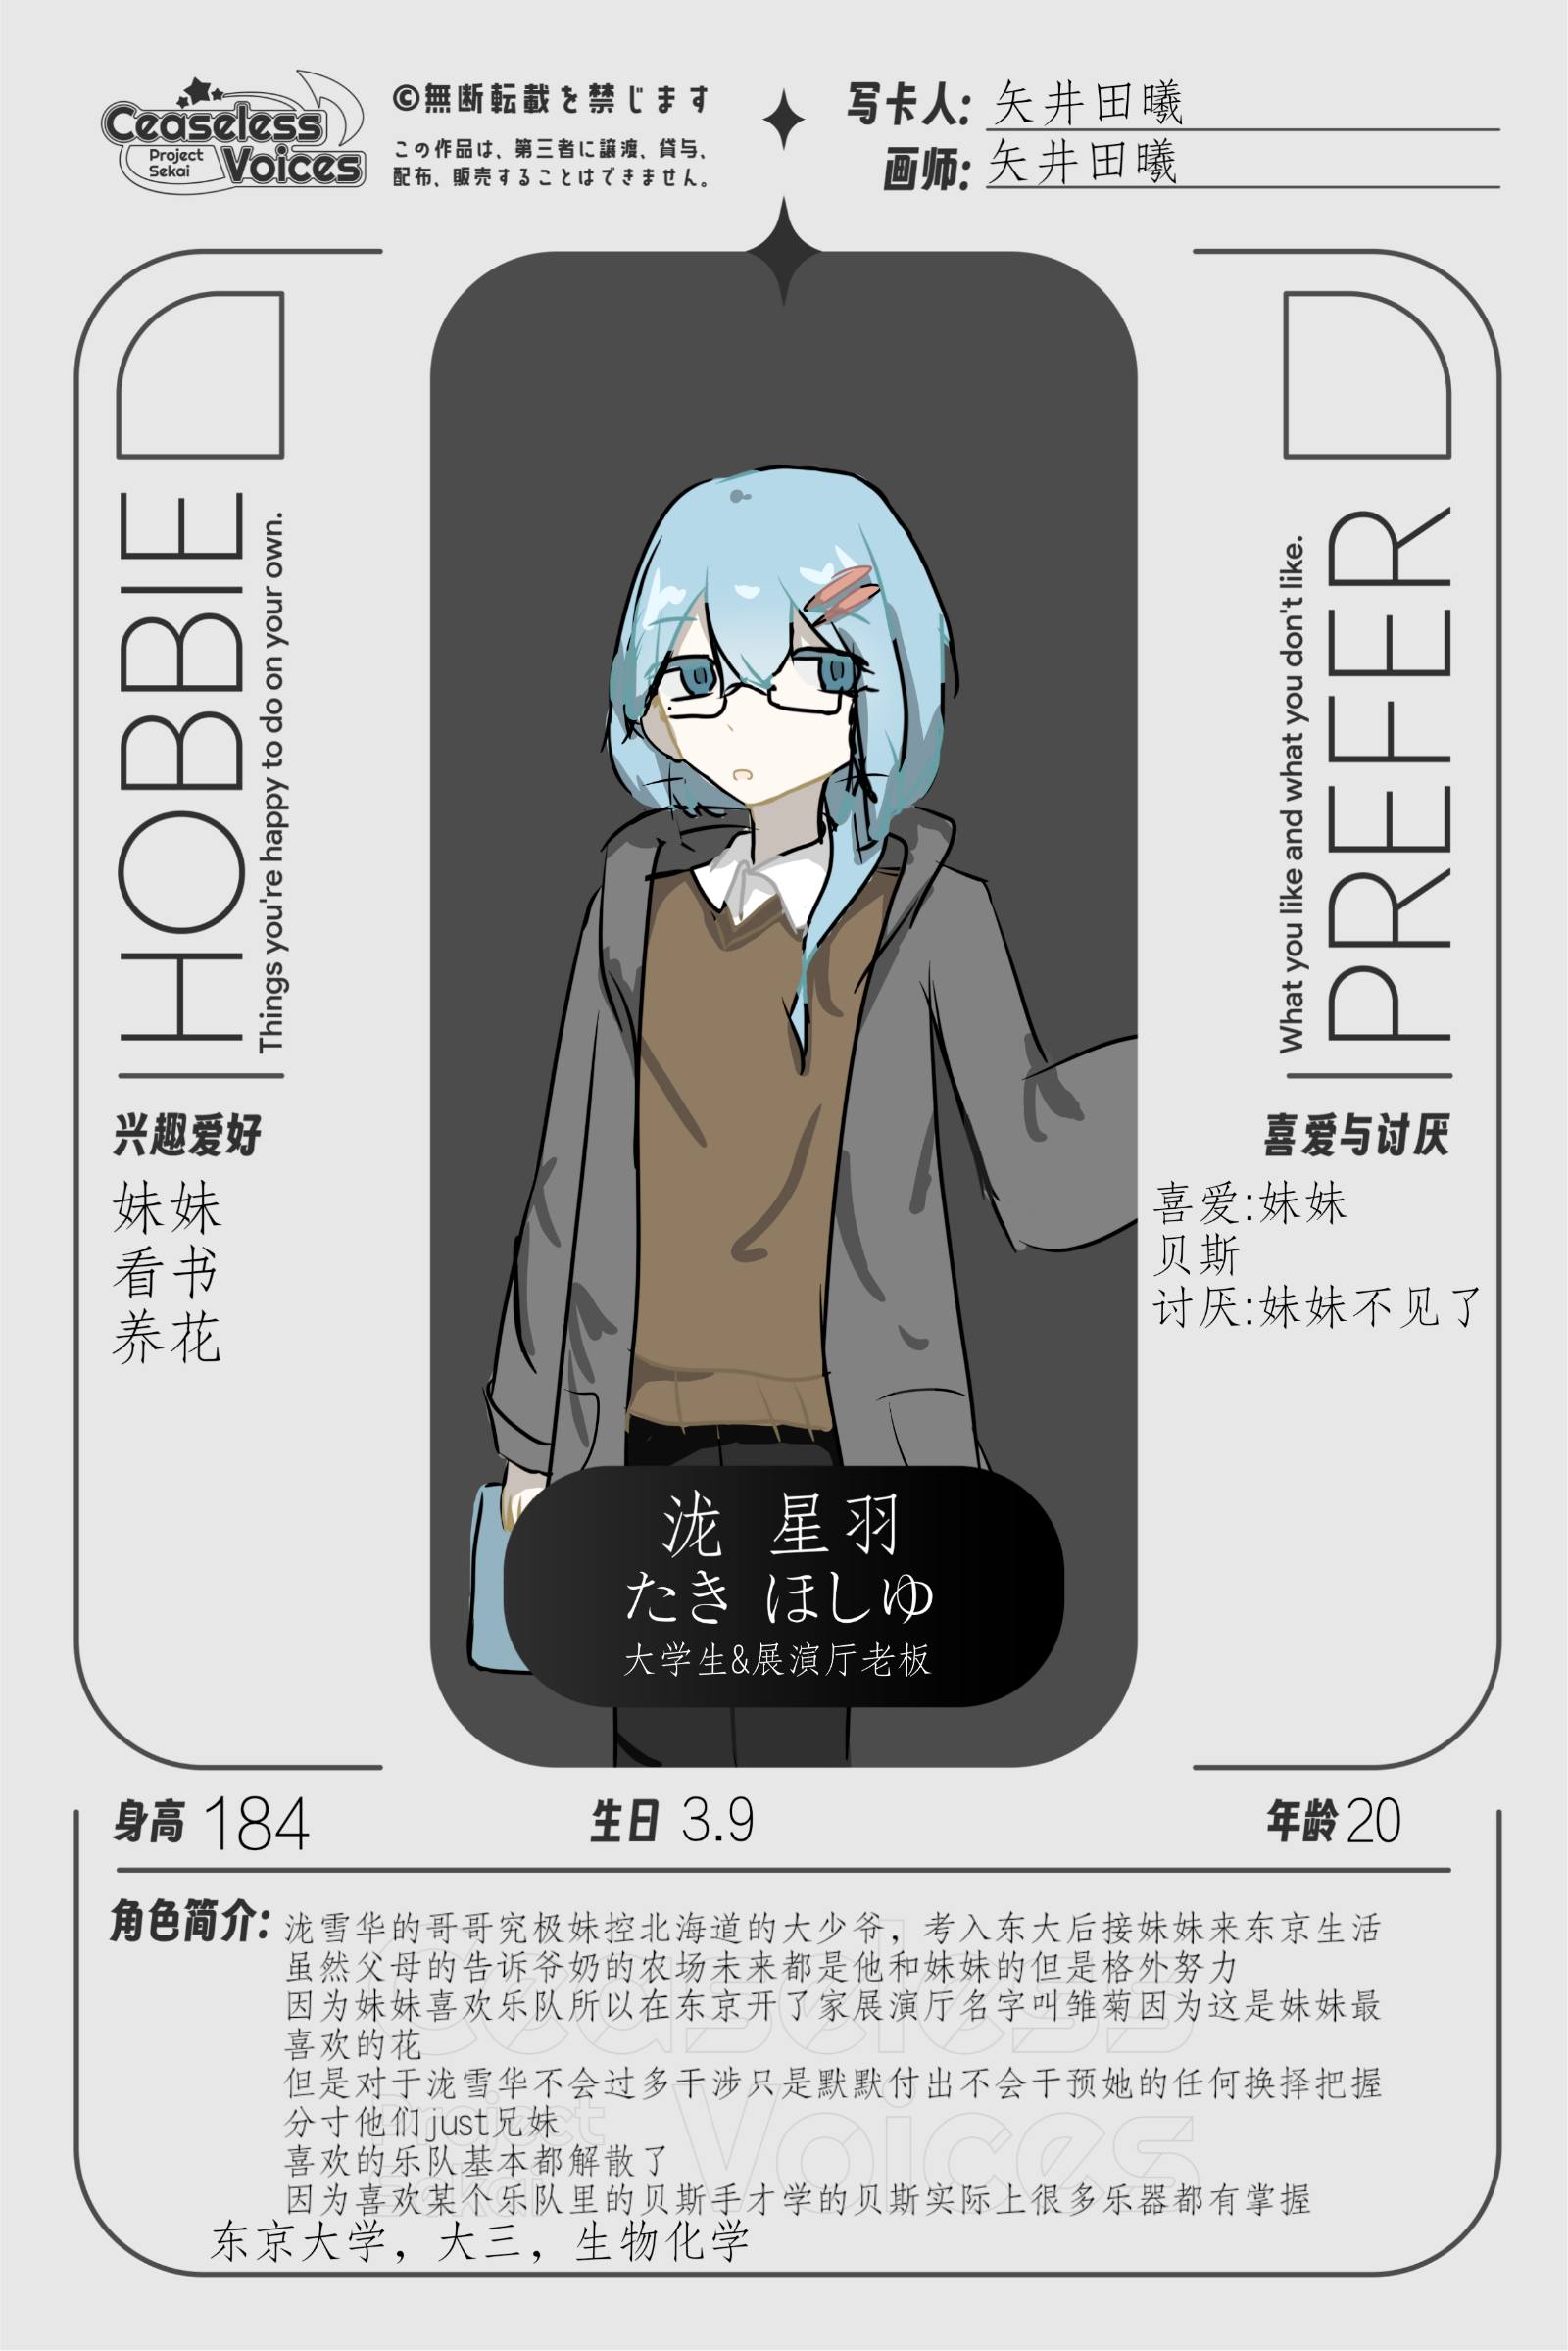 Ceaseless
Project
Sekai
Voices
©無断転載を禁じます
この作品は、第三者に譲渡、貸与、
配布、販売することはできません。
写卡人: 矢井田曦
画师: 矢井田曦
HOBBIE
Things you're happy to do on your own.
兴趣爱好
妹妹
看书
养花
PREFER
What you like and what you don't like.
喜爱与讨厌
喜爱:妹妹
贝斯
讨厌:妹妹不见了
泷 星羽
たき ほしゆ
大学生&展演厅老板
身高 184
生日 3.9
年龄 20
角色简介: 泷雪华的哥哥究极妹控北海道的大少爷，考入东大后接妹妹来东京生活
虽然父母的告诉爷奶的农场未来都是他和妹妹的但是格外努力
因为妹妹喜欢乐队所以在东京开了家展演厅名字叫雏菊因为这是妹妹最
喜欢的花
但是对于泷雪华不会过多干涉只是默默付出不会干预她的任何换择把握
分寸他们just兄妹
喜欢的乐队基本都解散了
因为喜欢某个乐队里的贝斯手才学的贝斯实际上很多乐器都有掌握
东京大学，大三，生物化学
Ceaseless
Project
Sekai
Voices